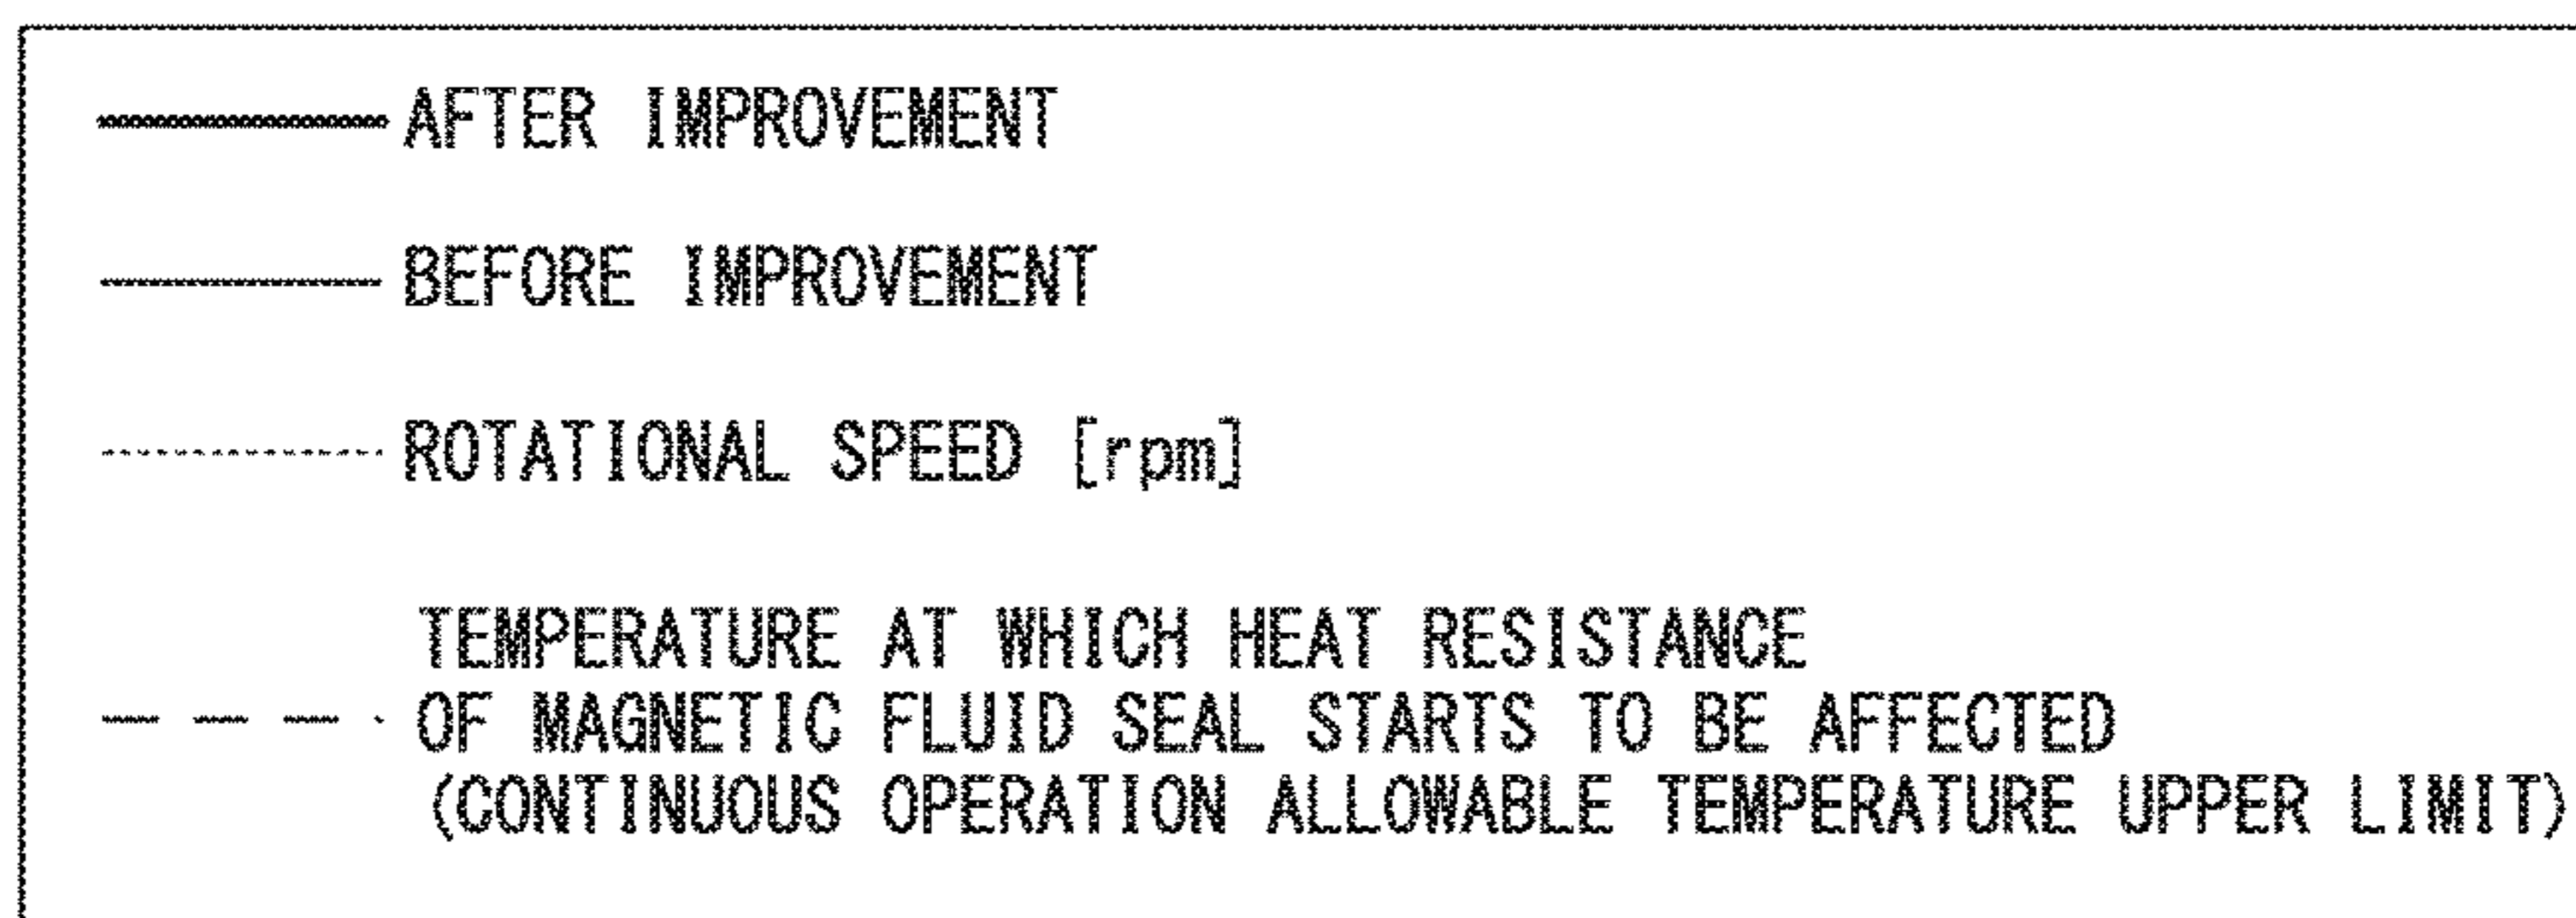 AFTER IMPROVEMENT
BEFORE IMPROVEMENT
ROTATIONAL SPEED [rpm]
TEMPERATURE AT WHICH HEAT RESISTANCE
OF MAGNETIC FLUID SEAL STARTS TO BE AFFECTED
(CONTINUOUS OPERATION ALLOWABLE TEMPERATURE UPPER LIMIT)